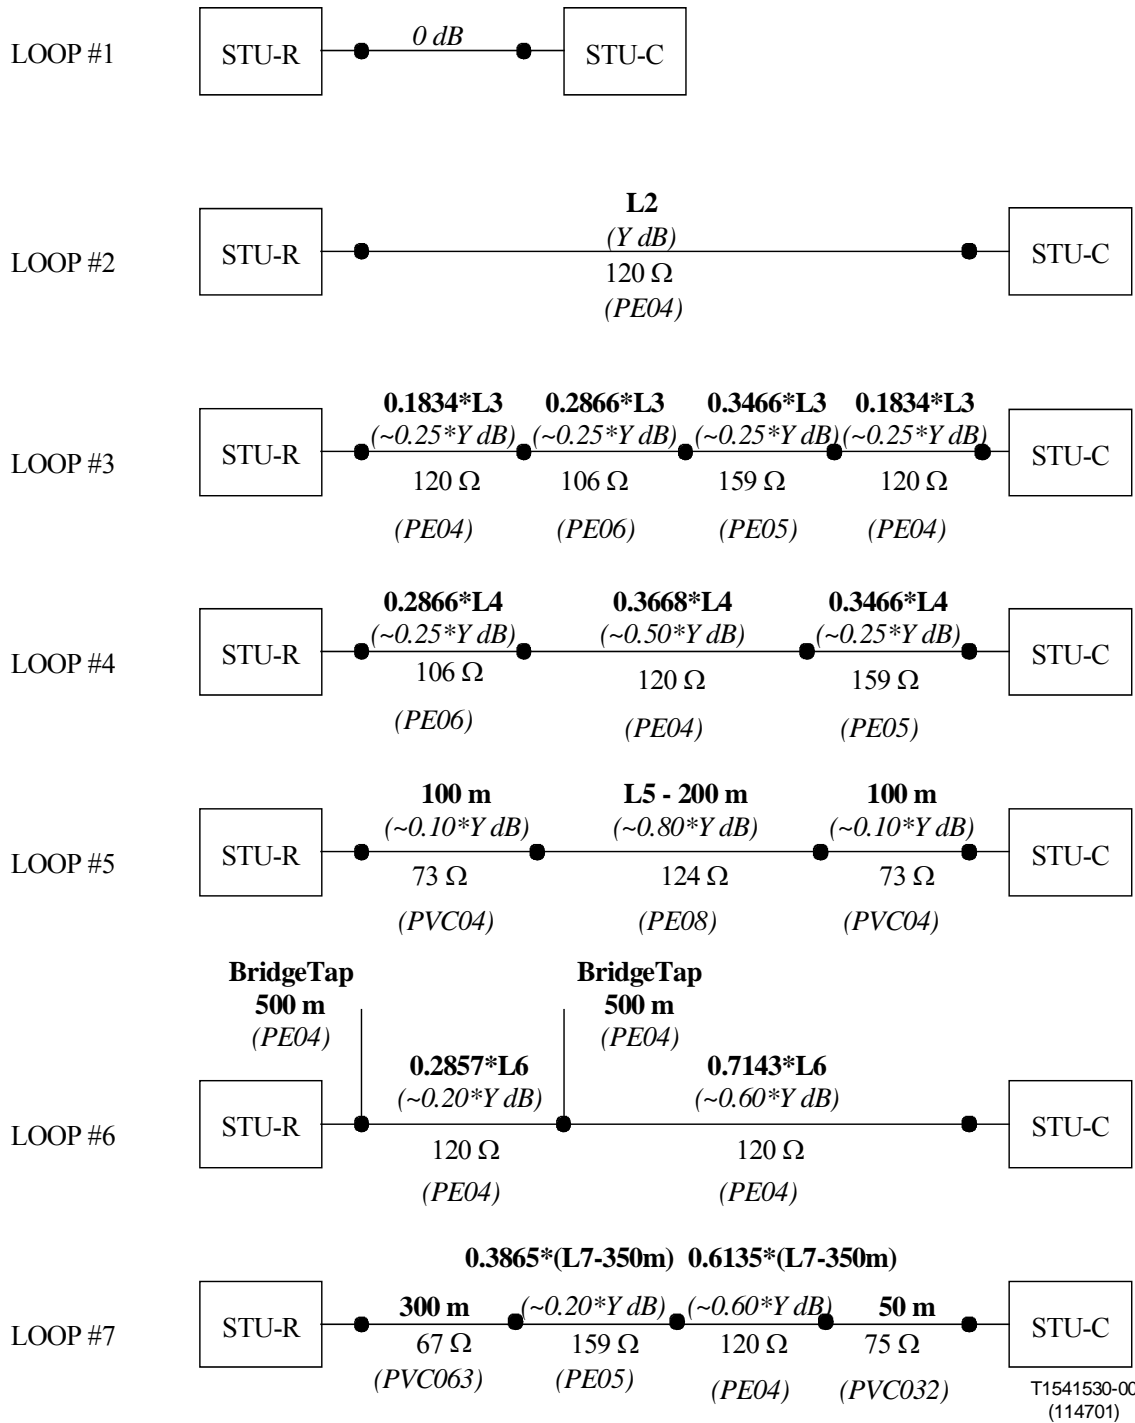 LOOP #1
STU-R
0 dB
STU-C
LOOP #2
STU-R
L2
(Y dB)
120 Ω
(PE04)
STU-C
LOOP #3
STU-R
0.1834*L3 0.2866*L3 0.3466*L3 0.1834*L3
(~0.25*Y dB) (~0.25*Y dB) (~0.25*Y dB) (~0.25*Y dB)
120 Ω 106 Ω 159 Ω 120 Ω
(PE04) (PE06) (PE05) (PE04)
STU-C
LOOP #4
STU-R
0.2866*L4 0.3668*L4 0.3466*L4
(~0.25*Y dB) (~0.50*Y dB) (~0.25*Y dB)
106 Ω 120 Ω 159 Ω
(PE06) (PE04) (PE05)
STU-C
LOOP #5
STU-R
100 m L5 - 200 m 100 m
(~0.10*Y dB) (~0.80*Y dB) (~0.10*Y dB)
73 Ω 124 Ω 73 Ω
(PVC04) (PE08) (PVC04)
STU-C
BridgeTap BridgeTap
500 m 500 m
(PE04) (PE04)
LOOP #6
STU-R
0.2857*L6 0.7143*L6
(~0.20*Y dB) (~0.60*Y dB)
120 Ω 120 Ω
(PE04) (PE04)
STU-C
LOOP #7
STU-R
0.3865*(L7-350m) 0.6135*(L7-350m)
300 m (~0.20*Y dB) (~0.60*Y dB) 50 m
67 Ω 159 Ω 120 Ω 75 Ω
(PVC063) (PE05) (PE04) (PVC032)
STU-C
T1541530-00
(114701)